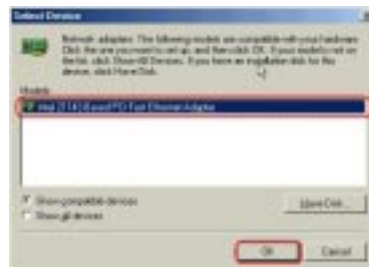 Select Device
Network adapters: The following models are compatible with your hardware.
Click the one you want to set up, and then click OK. If your model is not on
the list, click Show All Devices. If you have an installation disk for this
device, click Have Disk.
Models:
Intel 21143 Based PCI Fast Ethernet Adapter
Show compatible devices
Show all devices
Have Disk...
OK
Cancel